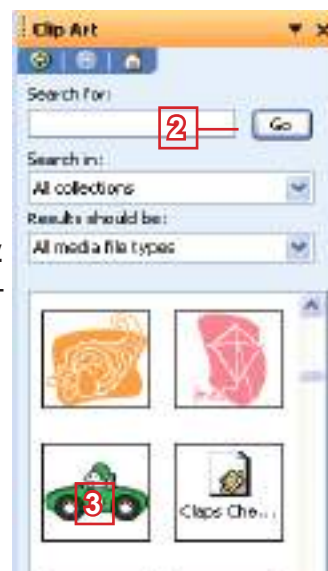 Clip Art
Search for:
2
Go
Search in:
All collections
Results should be:
All media file types
3
Claps Che...